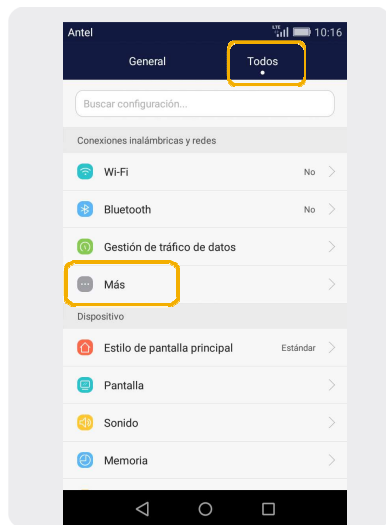 Antel LTE 10:16
General Todos
Buscar configuración...
Conexiones inalámbricas y redes
Wi-Fi No
Bluetooth No
Gestión de tráfico de datos
Más
Dispositivo
Estilo de pantalla principal Estándar
Pantalla
Sonido
Memoria